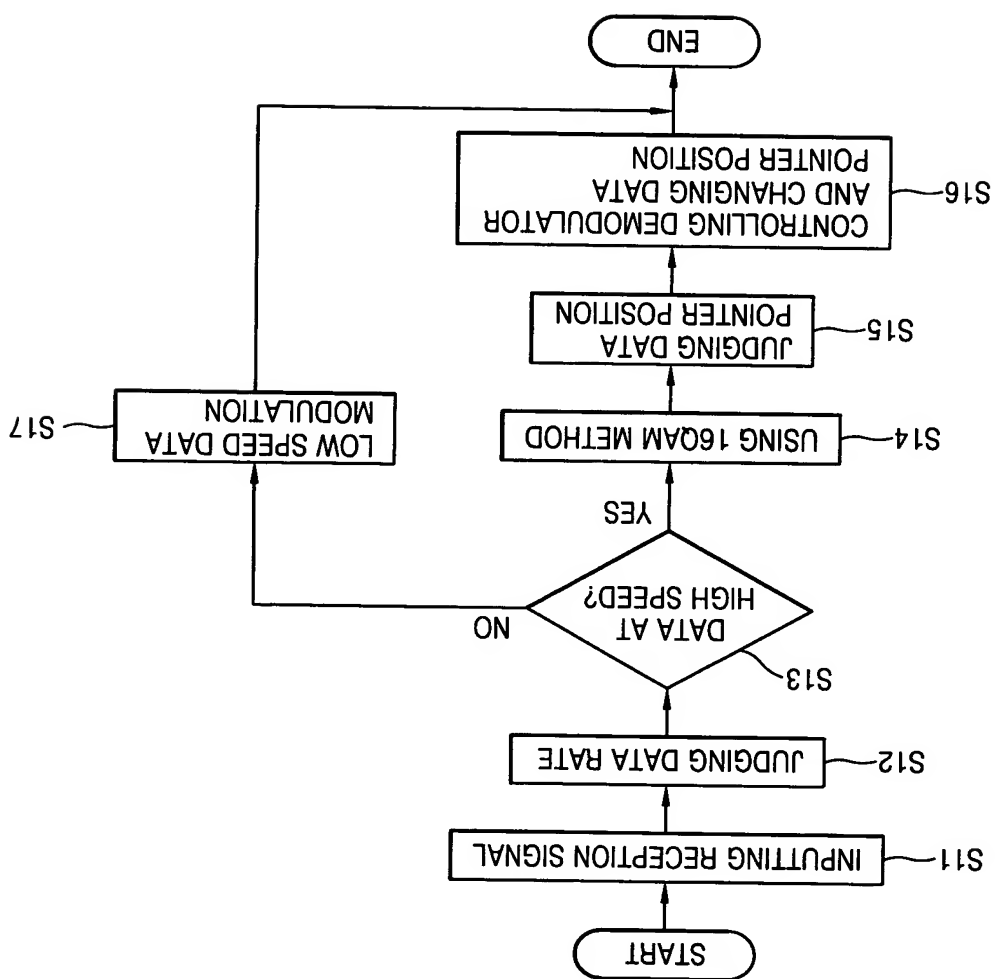 START
S11
INPUTTING RECEPTION SIGNAL
S12
JUDGING DATA RATE
S13
DATA AT
HIGH SPEED?
NO
YES
S14
USING 16QAM METHOD
S17
LOW SPEED DATA
MODULATION
S15
JUDGING DATA
POINTER POSITION
S16
CONTROLLING DEMODULATOR
AND CHANGING DATA
POINTER POSITION
END